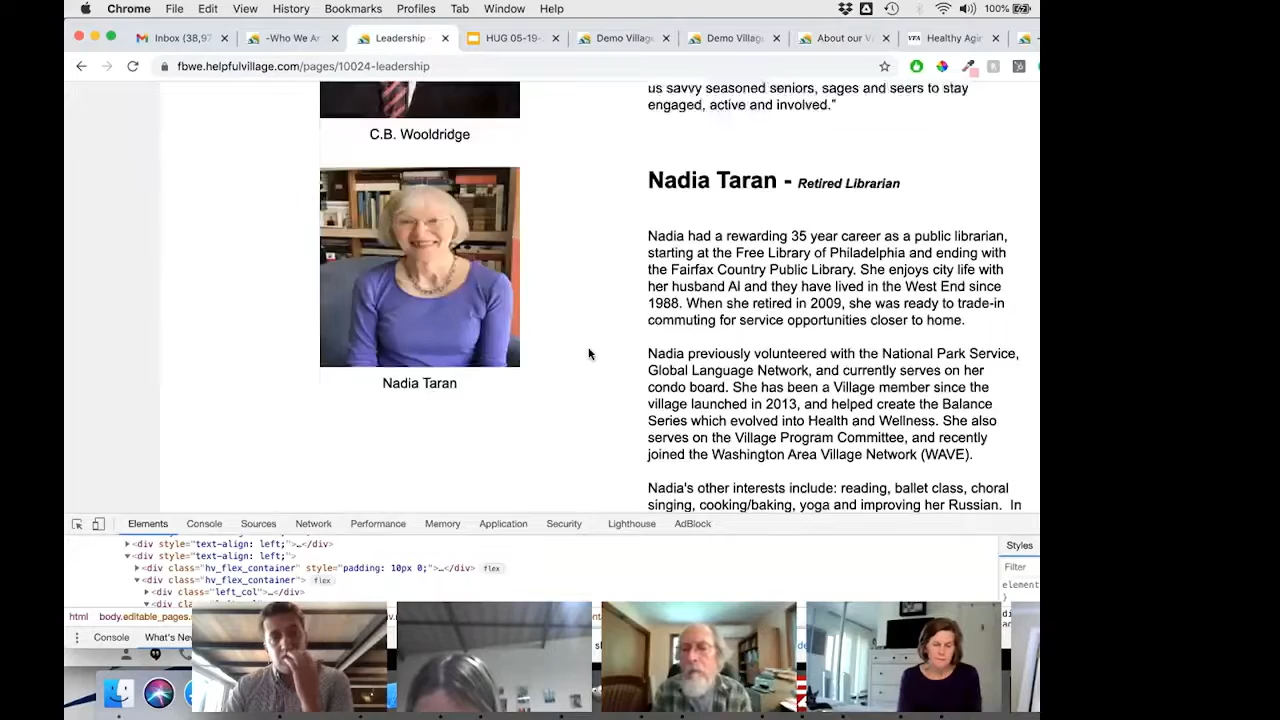 Chrome File Edit View History Bookmarks Profiles Tab Window Help 100%
Inbox (38,97 -Who We Ar Leadership HUG 05-19- Demo Villag Demo Villag About our V VFA Healthy Agin
fbwe.helpfulvillage.com/pages/10024-leadership
us savvy seasoned seniors, sages and seers to stay
engaged, active and involved."
C.B. Wooldridge
Nadia Taran - Retired Librarian
Nadia had a rewarding 35 year career as a public librarian,
starting at the Free Library of Philadelphia and ending with
the Fairfax Country Public Library. She enjoys city life with
her husband Al and they have lived in the West End since
1988. When she retired in 2009, she was ready to trade-in
commuting for service opportunities closer to home.
Nadia previously volunteered with the National Park Service,
Global Language Network, and currently serves on her
condo board. She has been a Village member since the
village launched in 2013, and helped create the Balance
Series which evolved into Health and Wellness. She also
serves on the Village Program Committee, and recently
joined the Washington Area Village Network (WAVE).
Nadia Taran
Nadia's other interests include: reading, ballet class, choral
singing, cooking/baking, yoga and improving her Russian. In
Elements Console Sources Network Performance Memory Application Security Lighthouse AdBlock
<div style="text-align: left;">…</div>
<div style="text-align: left;">
<div class="hv_flex_container" style="padding: 10px 0;">…</div> flex
<div class="hv_flex_container"> flex
<div class="left_col">…</div>
Styles
Filter
element
}
html body.editable_pages.
Console What's New